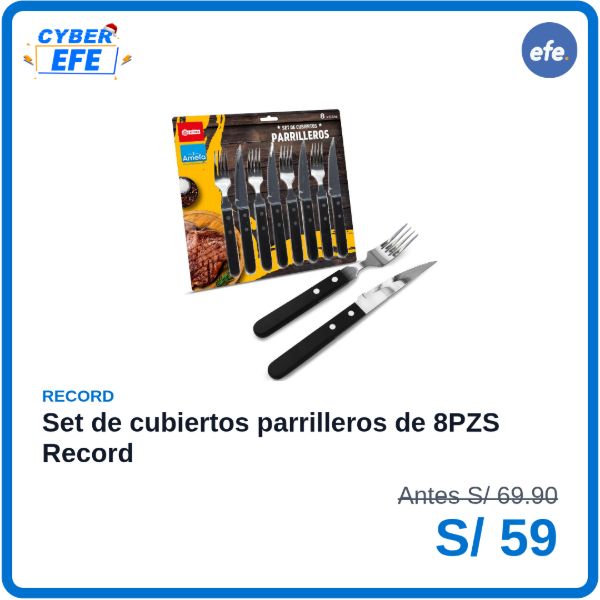 CYBER
EFE
efe.
SET DE CUBIERTOS
PARRILLEROS
RECORD
Set de cubiertos parrilleros de 8PZS
Record
Antes S/ 69.90
S/ 59